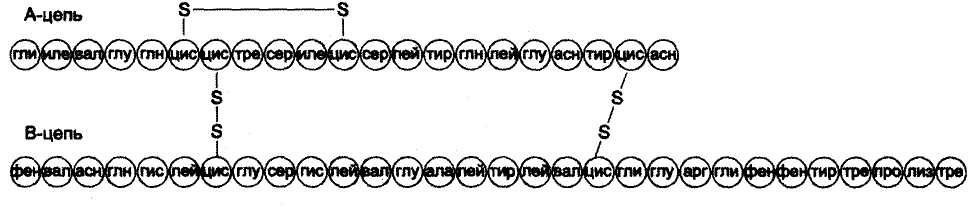 S S
А-цепь
гли иле вал глу глн цис цис тре сер иле цис сер лей тир глн лей глу асн тир цис асн
S S
S S
В-цепь
фен вал асн глн гис лей цис глу сер гис лей вал глу ала лей тир лей вал цис гли глу арг гли фен фен тир тре про лиз тре